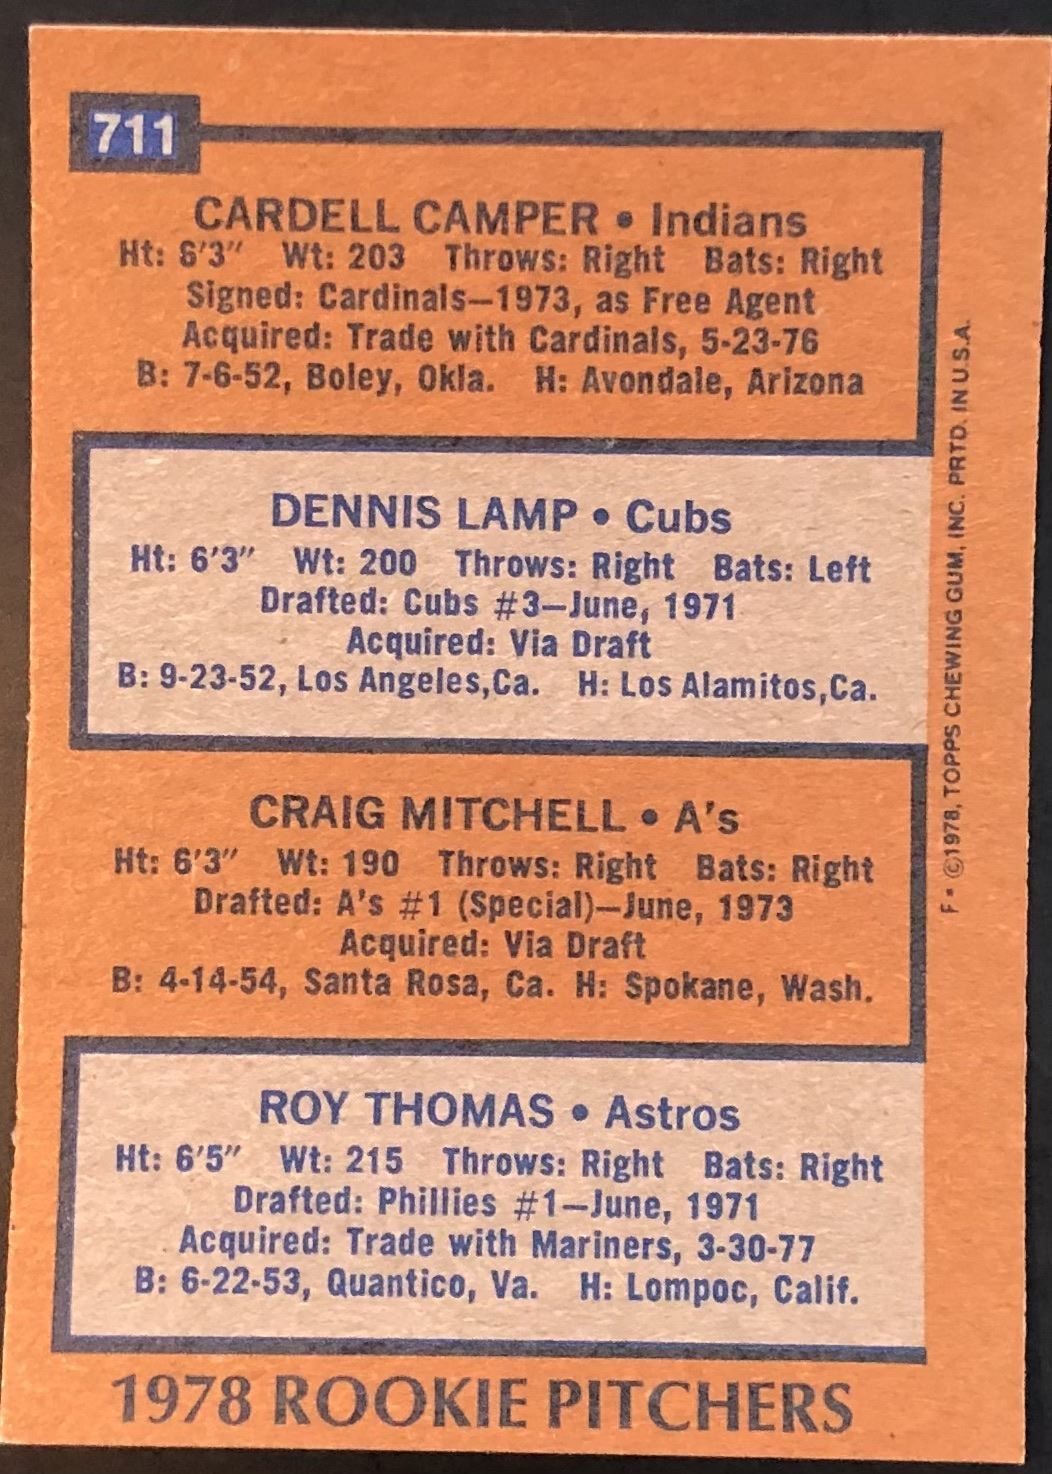 711
CARDELL CAMPER • Indians
Ht: 6'3" Wt: 203 Throws: Right Bats: Right
Signed: Cardinals—1973, as Free Agent
Acquired: Trade with Cardinals, 5-23-76
B: 7-6-52, Boley, Okla. H: Avondale, Arizona
DENNIS LAMP • Cubs
Ht: 6'3" Wt: 200 Throws: Right Bats: Left
Drafted: Cubs #3—June, 1971
Acquired: Via Draft
B: 9-23-52, Los Angeles,Ca. H: Los Alamitos,Ca.
CRAIG MITCHELL • A's
Ht: 6'3" Wt: 190 Throws: Right Bats: Right
Drafted: A's #1 (Special)—June, 1973
Acquired: Via Draft
B: 4-14-54, Santa Rosa, Ca. H: Spokane, Wash.
ROY THOMAS • Astros
Ht: 6'5" Wt: 215 Throws: Right Bats: Right
Drafted: Phillies #1—June, 1971
Acquired: Trade with Mariners, 3-30-77
B: 6-22-53, Quantico, Va. H: Lompoc, Calif.
1978 ROOKIE PITCHERS
F* ©1978, TOPPS CHEWING GUM, INC. PRTD. IN U.S.A.